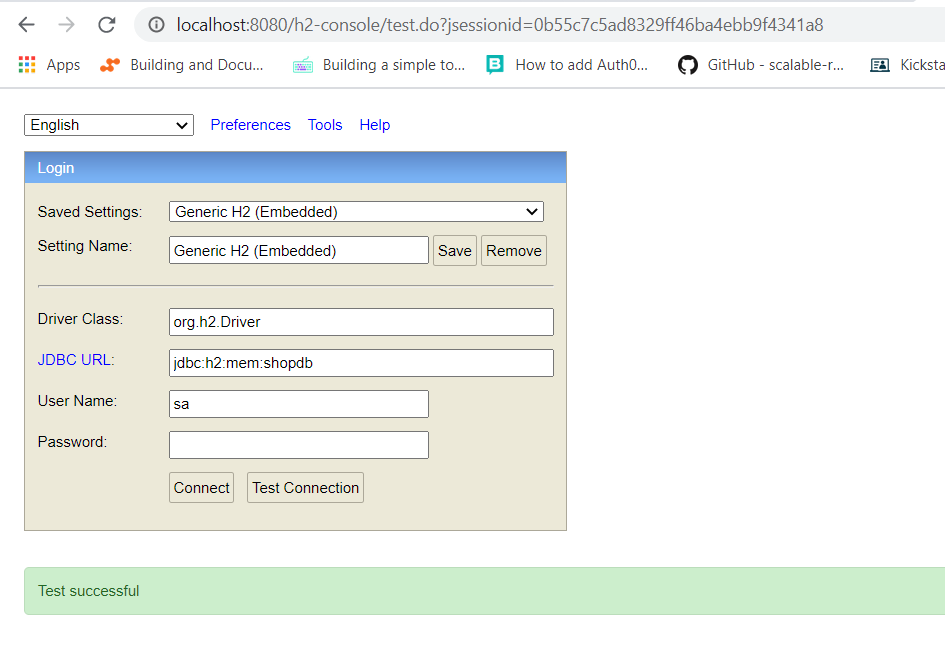 localhost:8080/h2-console/test.do?jsessionid=0b55c7c5ad8329ff46ba4ebb9f4341a8
Apps Building and Docu... Building a simple to... B How to add Auth0... GitHub - scalable-r... Kicksta
English Preferences Tools Help
Login
Saved Settings: Generic H2 (Embedded)
Setting Name: Generic H2 (Embedded) Save Remove
Driver Class: org.h2.Driver
JDBC URL: jdbc:h2:mem:shopdb
User Name: sa
Password:
Connect Test Connection
Test successful